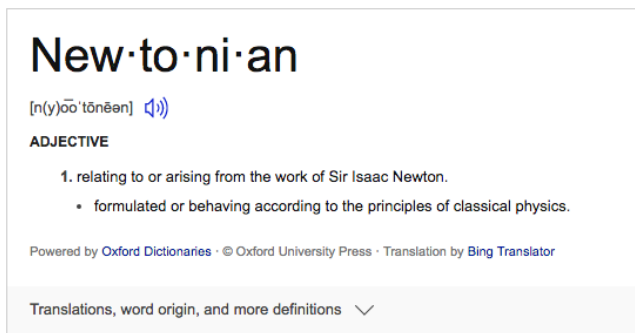 New·to·ni·an
[n(y)o͞oˈtōnēən]
ADJECTIVE
1. relating to or arising from the work of Sir Isaac Newton.
• formulated or behaving according to the principles of classical physics.
Powered by Oxford Dictionaries · © Oxford University Press · Translation by Bing Translator
Translations, word origin, and more definitions